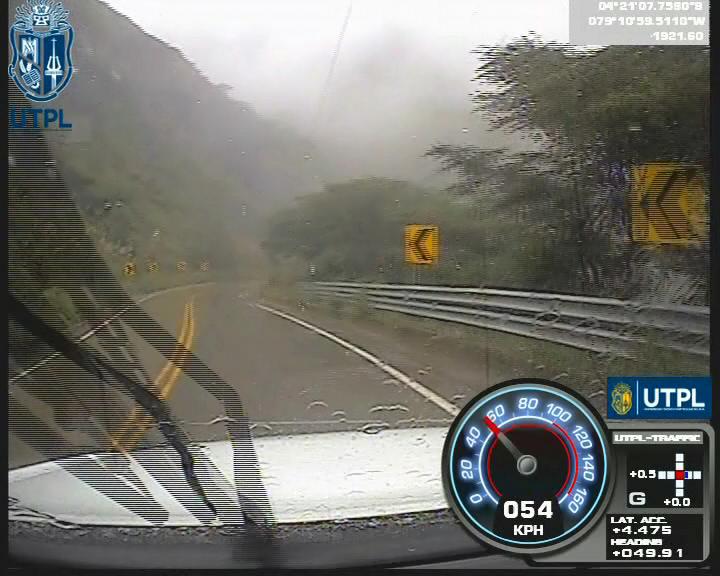 04°21'07.7580"S
079°10'59.5110"W
-1921.60
UTPL
UTPL
UTPL-TRAFFIC
0
20
40
60
80
100
120
140
160
054
KPH
+0.5
G
+0.0
LAT. ACC.
+4.475
HEADING
+049.91